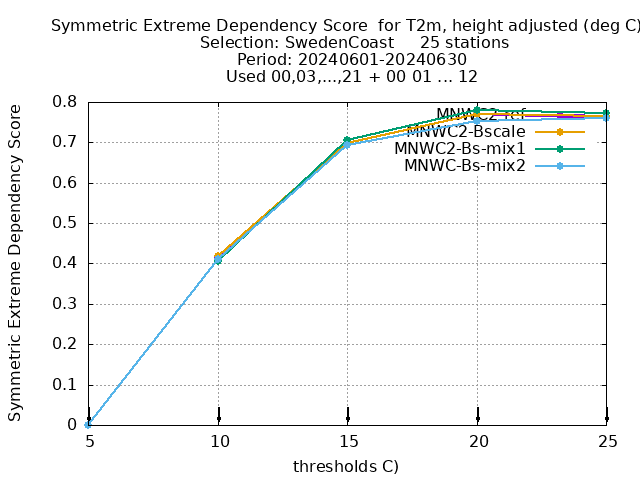 Symmetric Extreme Dependency Score for T2m, height adjusted (deg C)
Selection: SwedenCoast 25 stations
Period: 20240601-20240630
Used 00,03,...,21 + 00 01 ... 12
Symmetric Extreme Dependency Score
0.8
0.7
0.6
0.5
0.4
0.3
0.2
0.1
0
MNWC2-ref
MNWC2-Bscale
MNWC2-Bs-mix1
MNWC-Bs-mix2
5 10 15 20 25
thresholds C)